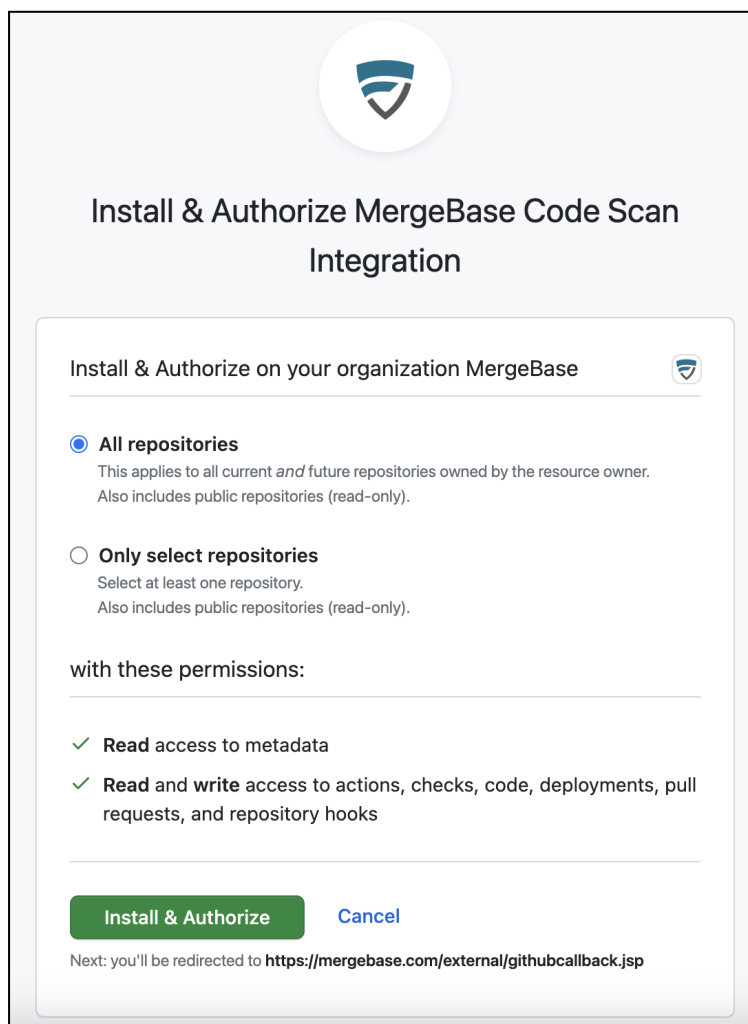 Install & Authorize MergeBase Code Scan
Integration
Install & Authorize on your organization MergeBase
All repositories
This applies to all current and future repositories owned by the resource owner.
Also includes public repositories (read-only).
Only select repositories
Select at least one repository.
Also includes public repositories (read-only).
with these permissions:
Read access to metadata
Read and write access to actions, checks, code, deployments, pull
requests, and repository hooks
Install & Authorize Cancel
Next: you'll be redirected to https://mergebase.com/external/githubcallback.jsp